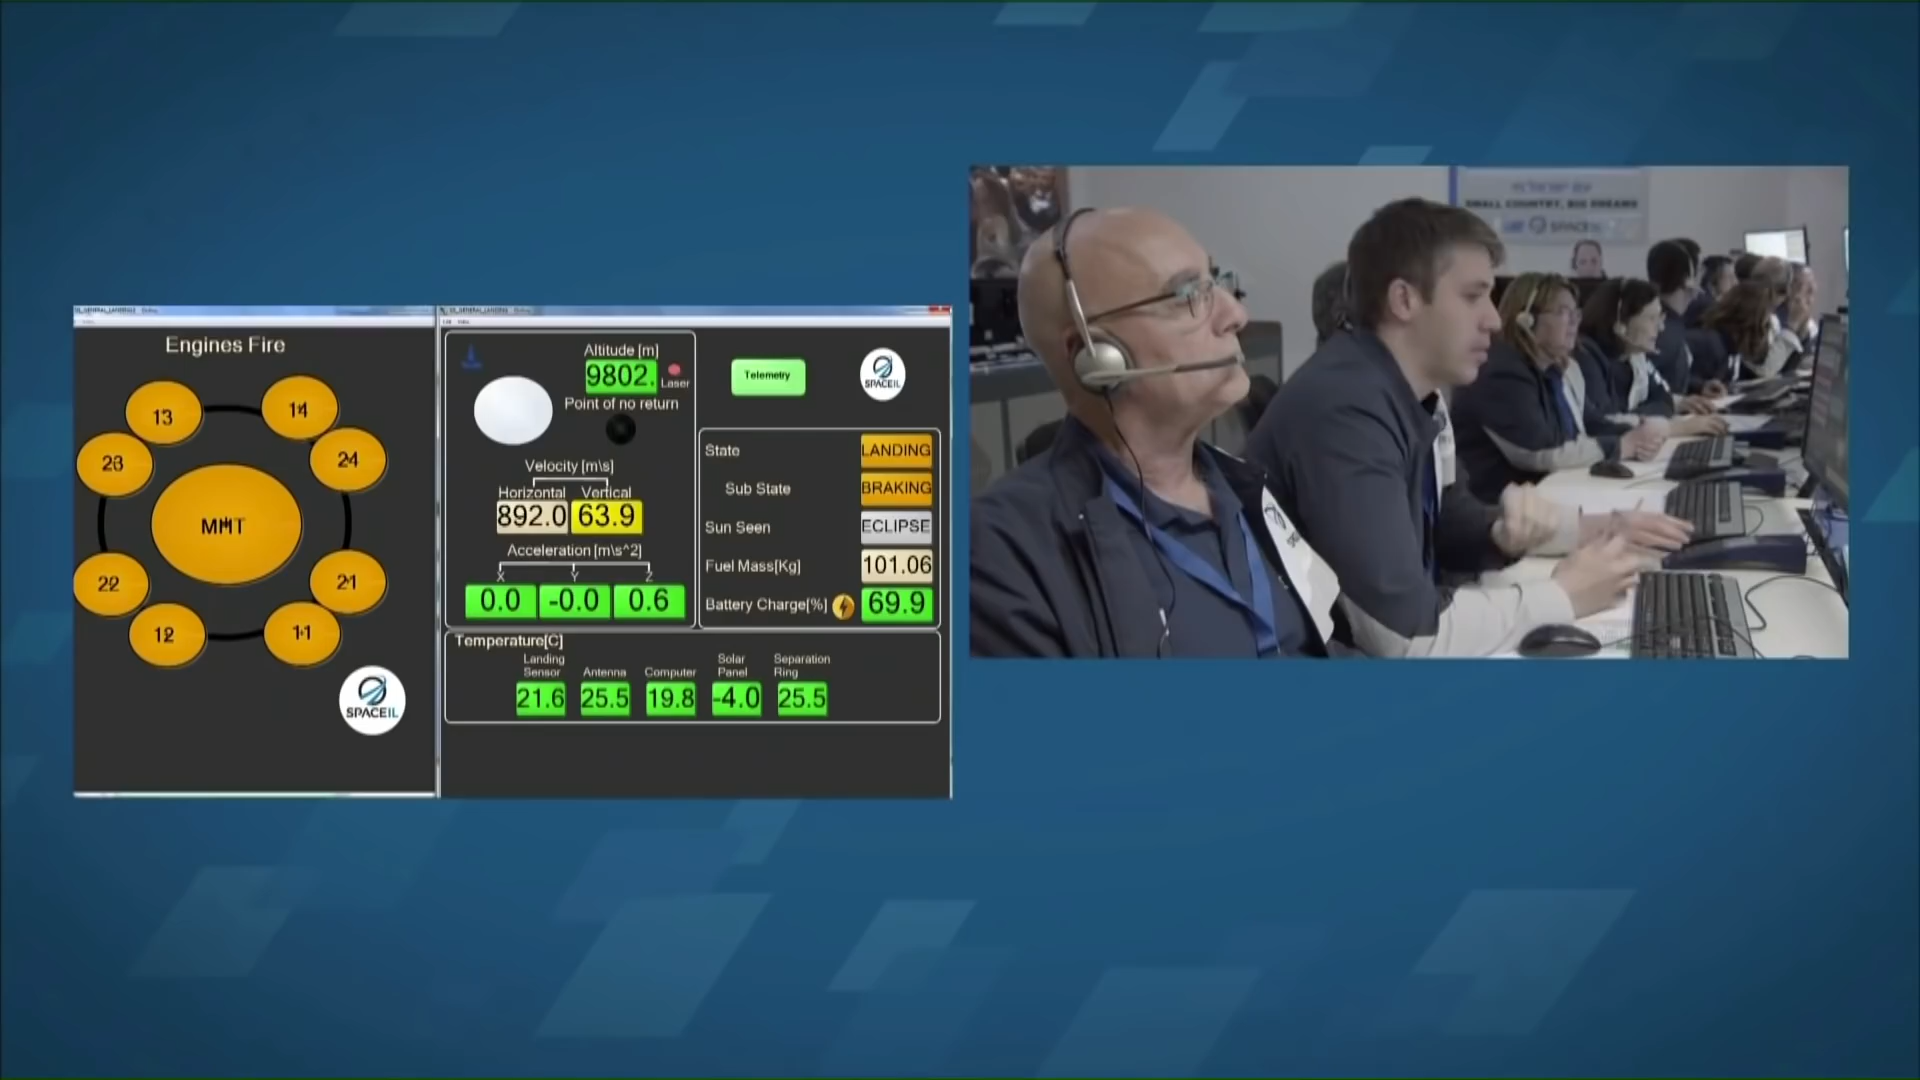 Engines Fire
13
14
23
24
MHT
22
21
12
11
SPACEIL
Altitude [m]
9802.
Laser
Point of no return
Velocity [m\s]
Horizontal Vertical
892.0 63.9
Acceleration [m\s^2]
X Y Z
0.0 -0.0 0.6
Telemetry
SPACEIL
State LANDING
Sub State BRAKING
Sun Seen ECLIPSE
Fuel Mass[Kg] 101.06
Battery Charge[%] 69.9
Temperature[C]
Landing Sensor
Antenna
Computer
Solar Panel
Separation Ring
21.6 25.5 19.8 -4.0 25.5
SMALL COUNTRY, BIG DREAMS
SPACEIL